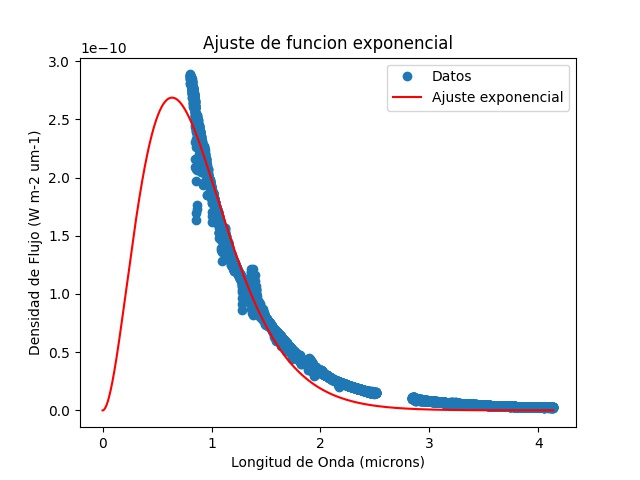 Ajuste de funcion exponencial
1e−10
3.0
2.5
2.0
1.5
1.0
0.5
0.0
Densidad de Flujo (W m-2 um-1)
Datos
Ajuste exponencial
0 1 2 3 4
Longitud de Onda (microns)